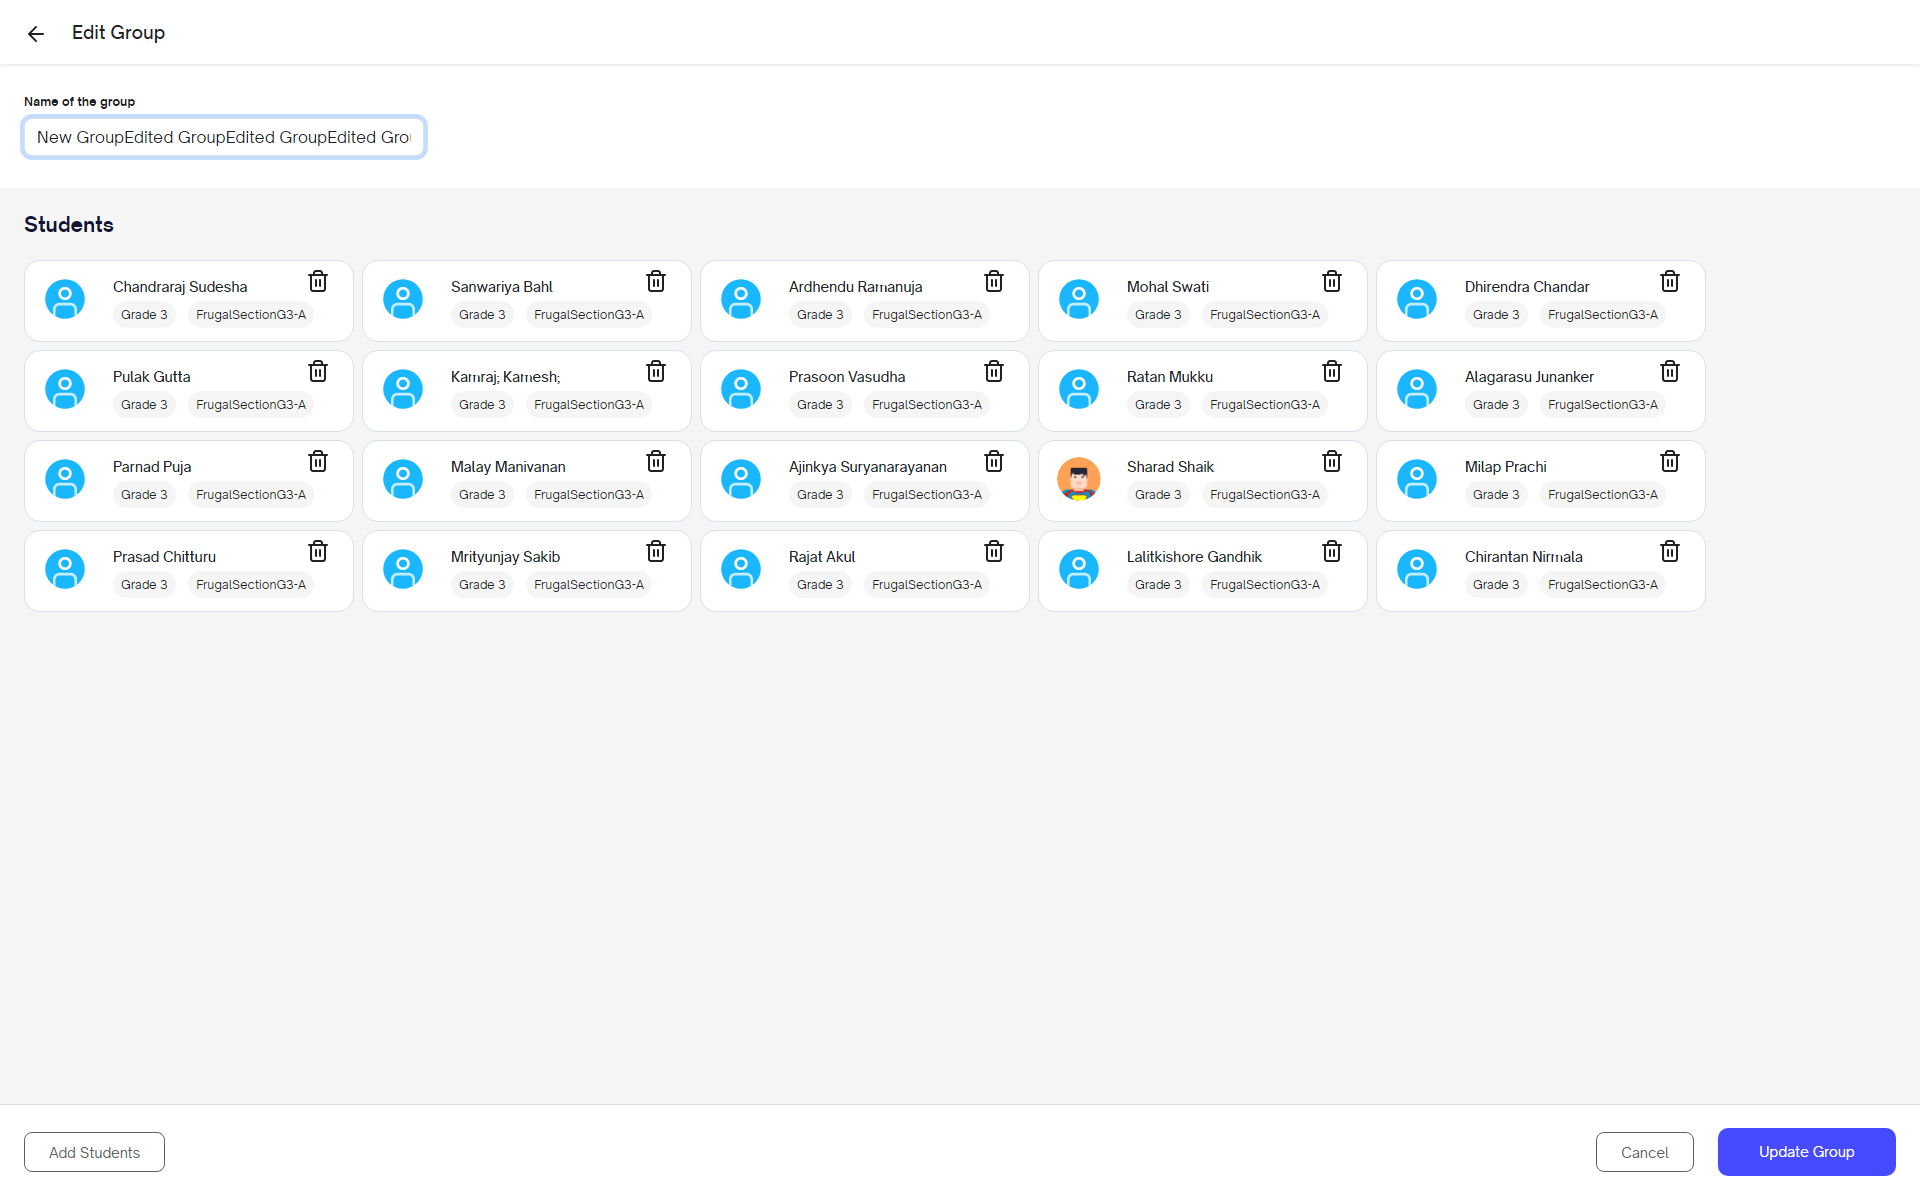 Edit Group
Name of the group
New GroupEdited GroupEdited GroupEdited Gro
Students
Chandraraj Sudesha
Grade 3 FrugalSectionG3-A
Sanwariya Bahl
Grade 3 FrugalSectionG3-A
Ardhendu Ramanuja
Grade 3 FrugalSectionG3-A
Mohal Swati
Grade 3 FrugalSectionG3-A
Dhirendra Chandar
Grade 3 FrugalSectionG3-A
Pulak Gutta
Grade 3 FrugalSectionG3-A
Kamraj; Kamesh;
Grade 3 FrugalSectionG3-A
Prasoon Vasudha
Grade 3 FrugalSectionG3-A
Ratan Mukku
Grade 3 FrugalSectionG3-A
Alagarasu Junanker
Grade 3 FrugalSectionG3-A
Parnad Puja
Grade 3 FrugalSectionG3-A
Malay Manivanan
Grade 3 FrugalSectionG3-A
Ajinkya Suryanarayanan
Grade 3 FrugalSectionG3-A
Sharad Shaik
Grade 3 FrugalSectionG3-A
Milap Prachi
Grade 3 FrugalSectionG3-A
Prasad Chitturu
Grade 3 FrugalSectionG3-A
Mrityunjay Sakib
Grade 3 FrugalSectionG3-A
Rajat Akul
Grade 3 FrugalSectionG3-A
Lalitkishore Gandhik
Grade 3 FrugalSectionG3-A
Chirantan Nirmala
Grade 3 FrugalSectionG3-A
Add Students
Cancel
Update Group